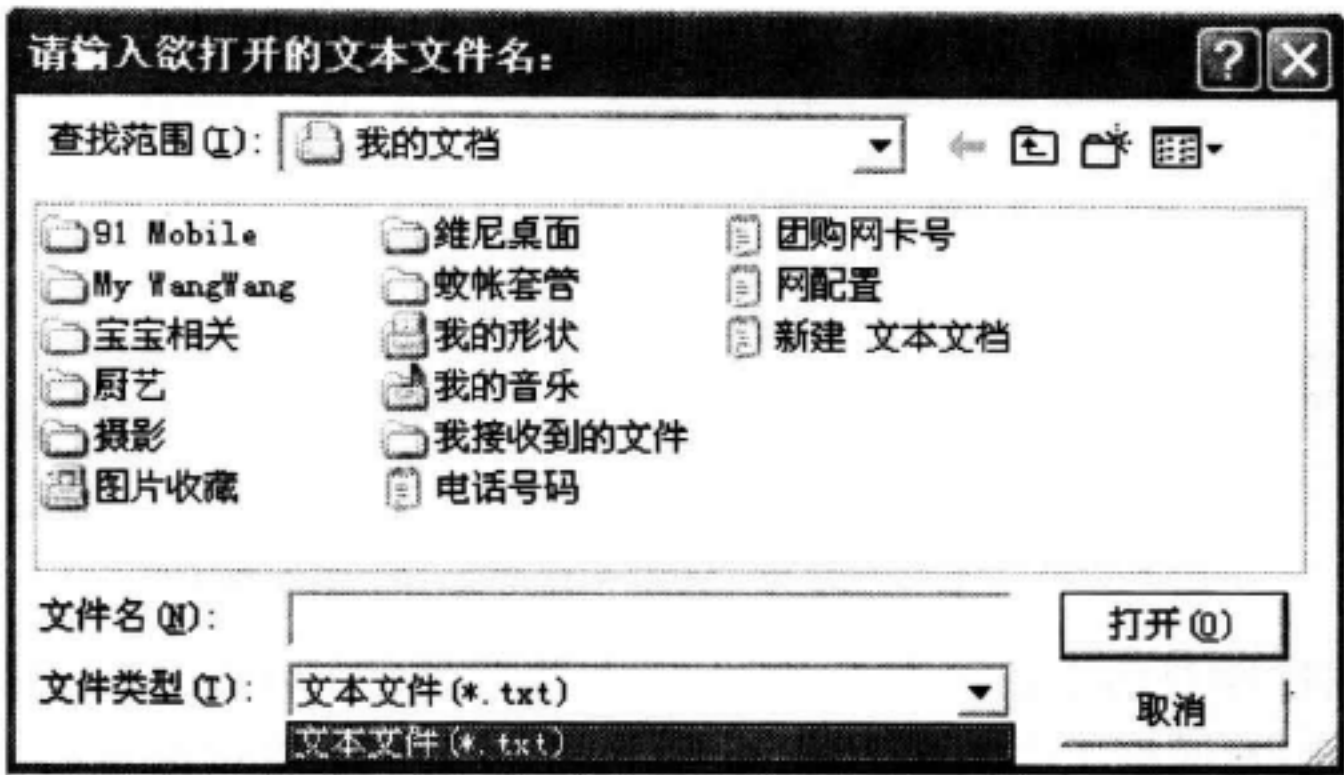 请输入欲打开的文本文件名:
查找范围(I): 我的文档
91 Mobile 維尼桌面 团购网卡号
My WangWang 蚊帐套管 网配置
宝宝相关 我的形状 新建 文本文档
厨艺 我的音乐
摄影 我接收到的文件
图片收藏 电话号码
文件名(N): 打开(O)
文件类型(T): 文本文件(*.txt) 取消
文本文件(*.txt)